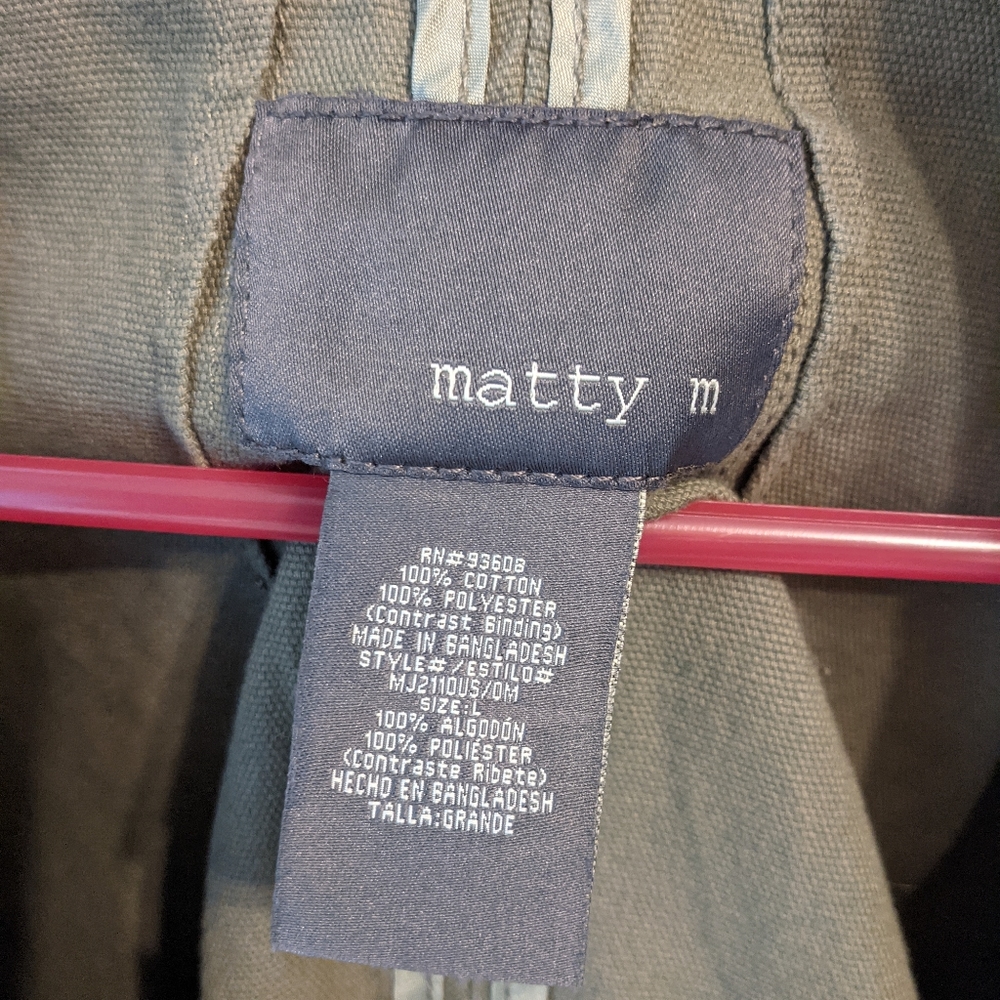 matty m
RN#93608
100% COTTON
100% POLYESTER
(Contrast Binding)
MADE IN BANGLADESH
STYLE#/ESTILO#
MJ2110US/OM
SIZE:L
100% ALGODÓN
100% POLIÉSTER
(Contraste Ribete)
HECHO EN BANGLADESH
TALLA:GRANDE